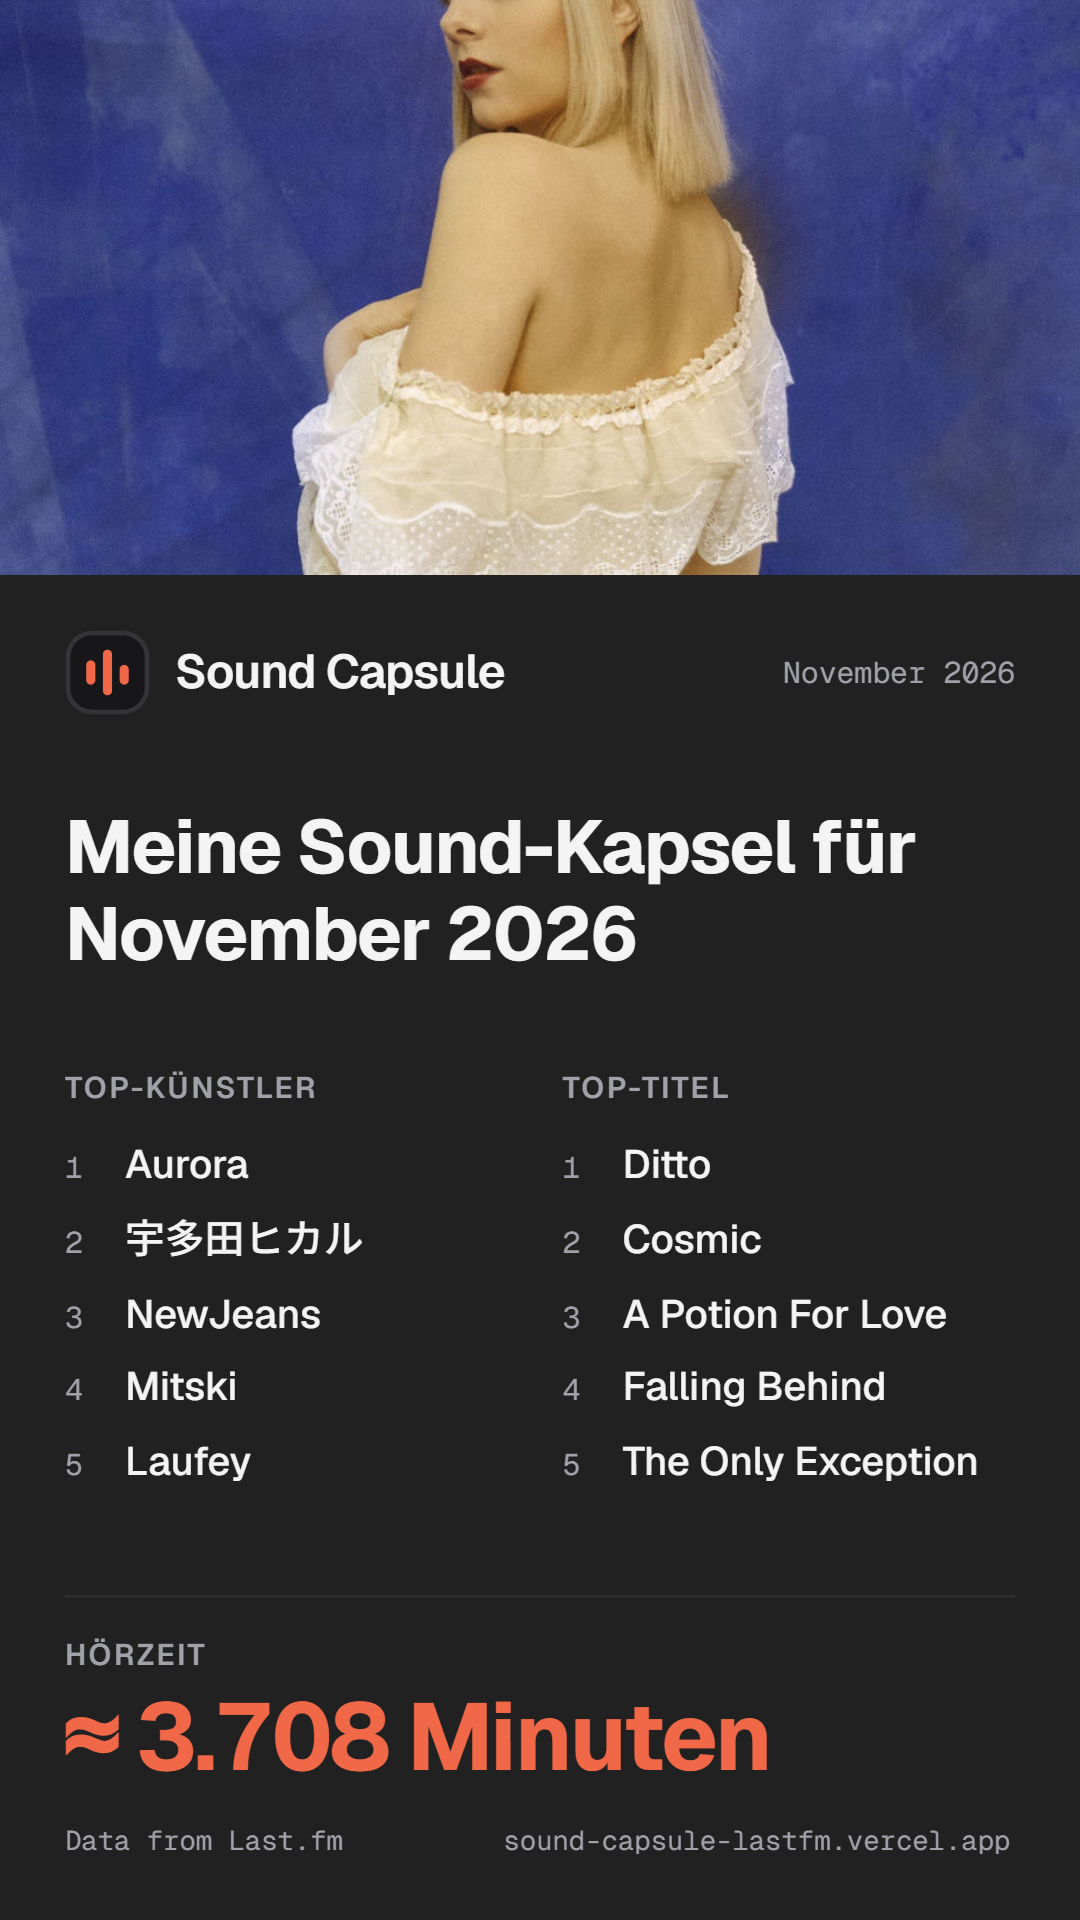 Sound Capsule
November 2026
Meine Sound-Kapsel für
November 2026
TOP-KÜNSTLER
1 Aurora
2 宇多田ヒカル
3 NewJeans
4 Mitski
5 Laufey
TOP-TITEL
1 Ditto
2 Cosmic
3 A Potion For Love
4 Falling Behind
5 The Only Exception
HÖRZEIT
≈ 3.708 Minuten
Data from Last.fm
sound-capsule-lastfm.vercel.app